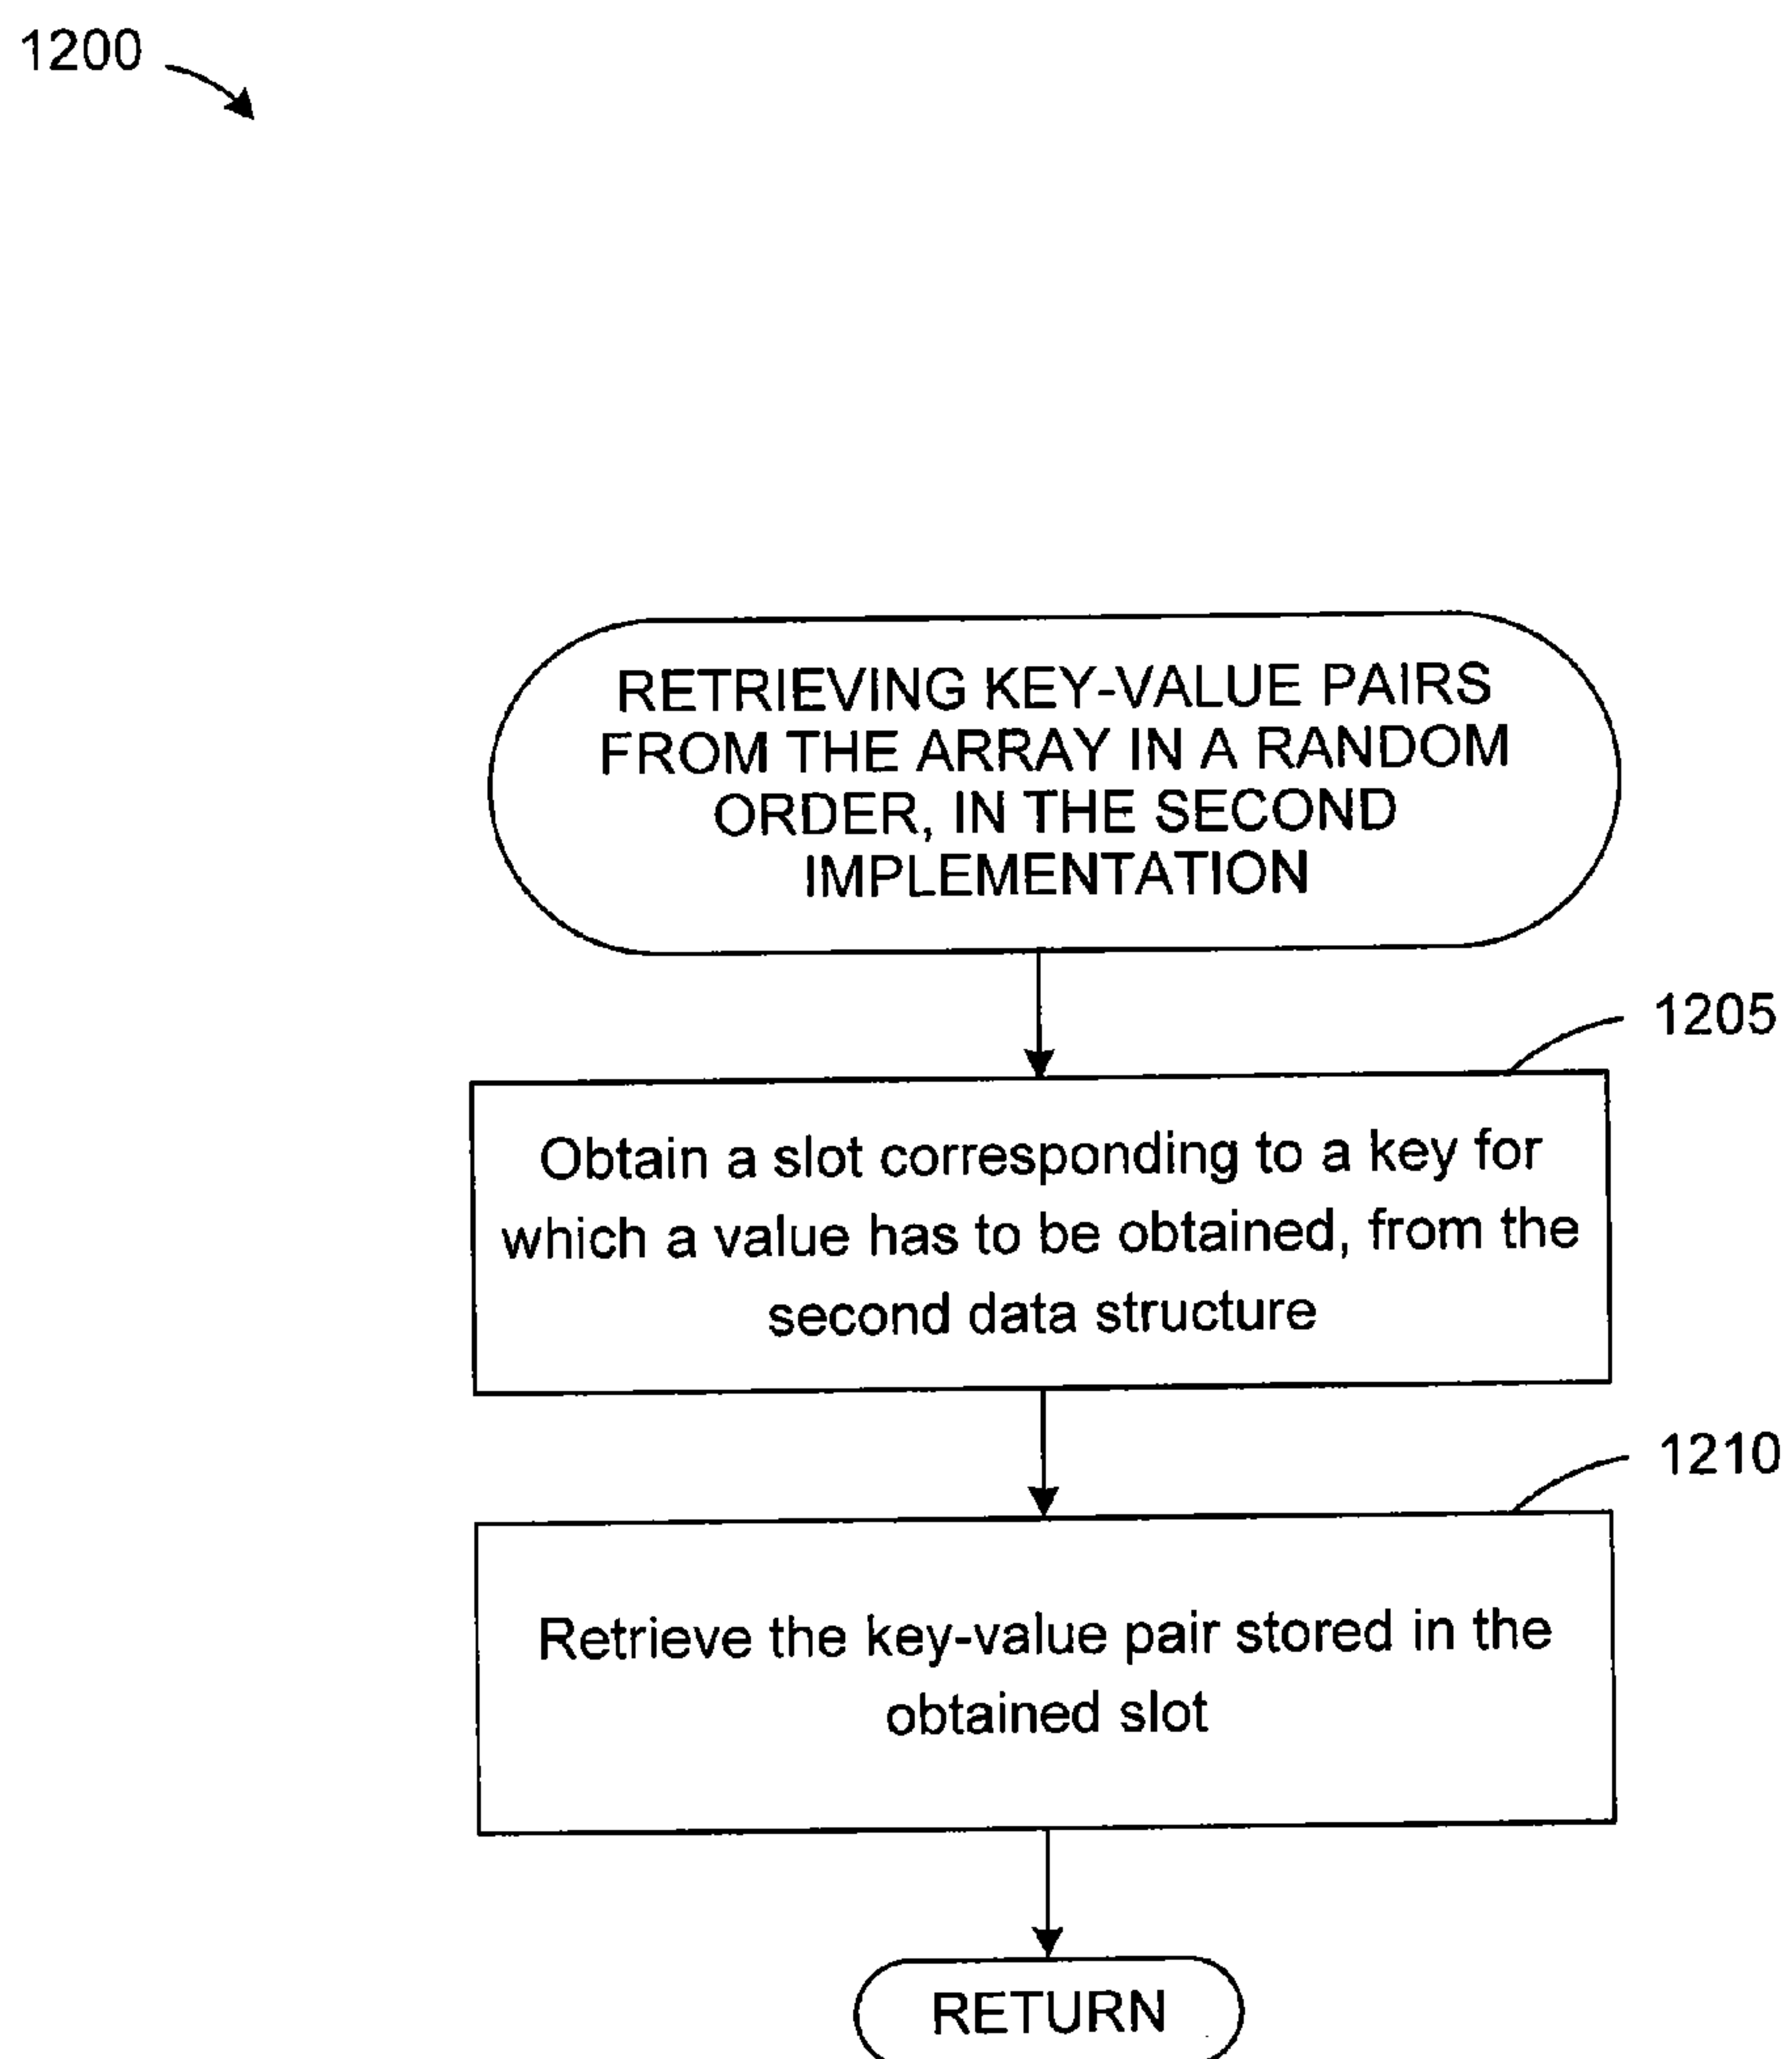 1200
RETRIEVING KEY-VALUE PAIRS
FROM THE ARRAY IN A RANDOM
ORDER, IN THE SECOND
IMPLEMENTATION
1205
Obtain a slot corresponding to a key for
which a value has to be obtained, from the
second data structure
1210
Retrieve the key-value pair stored in the
obtained slot
RETURN